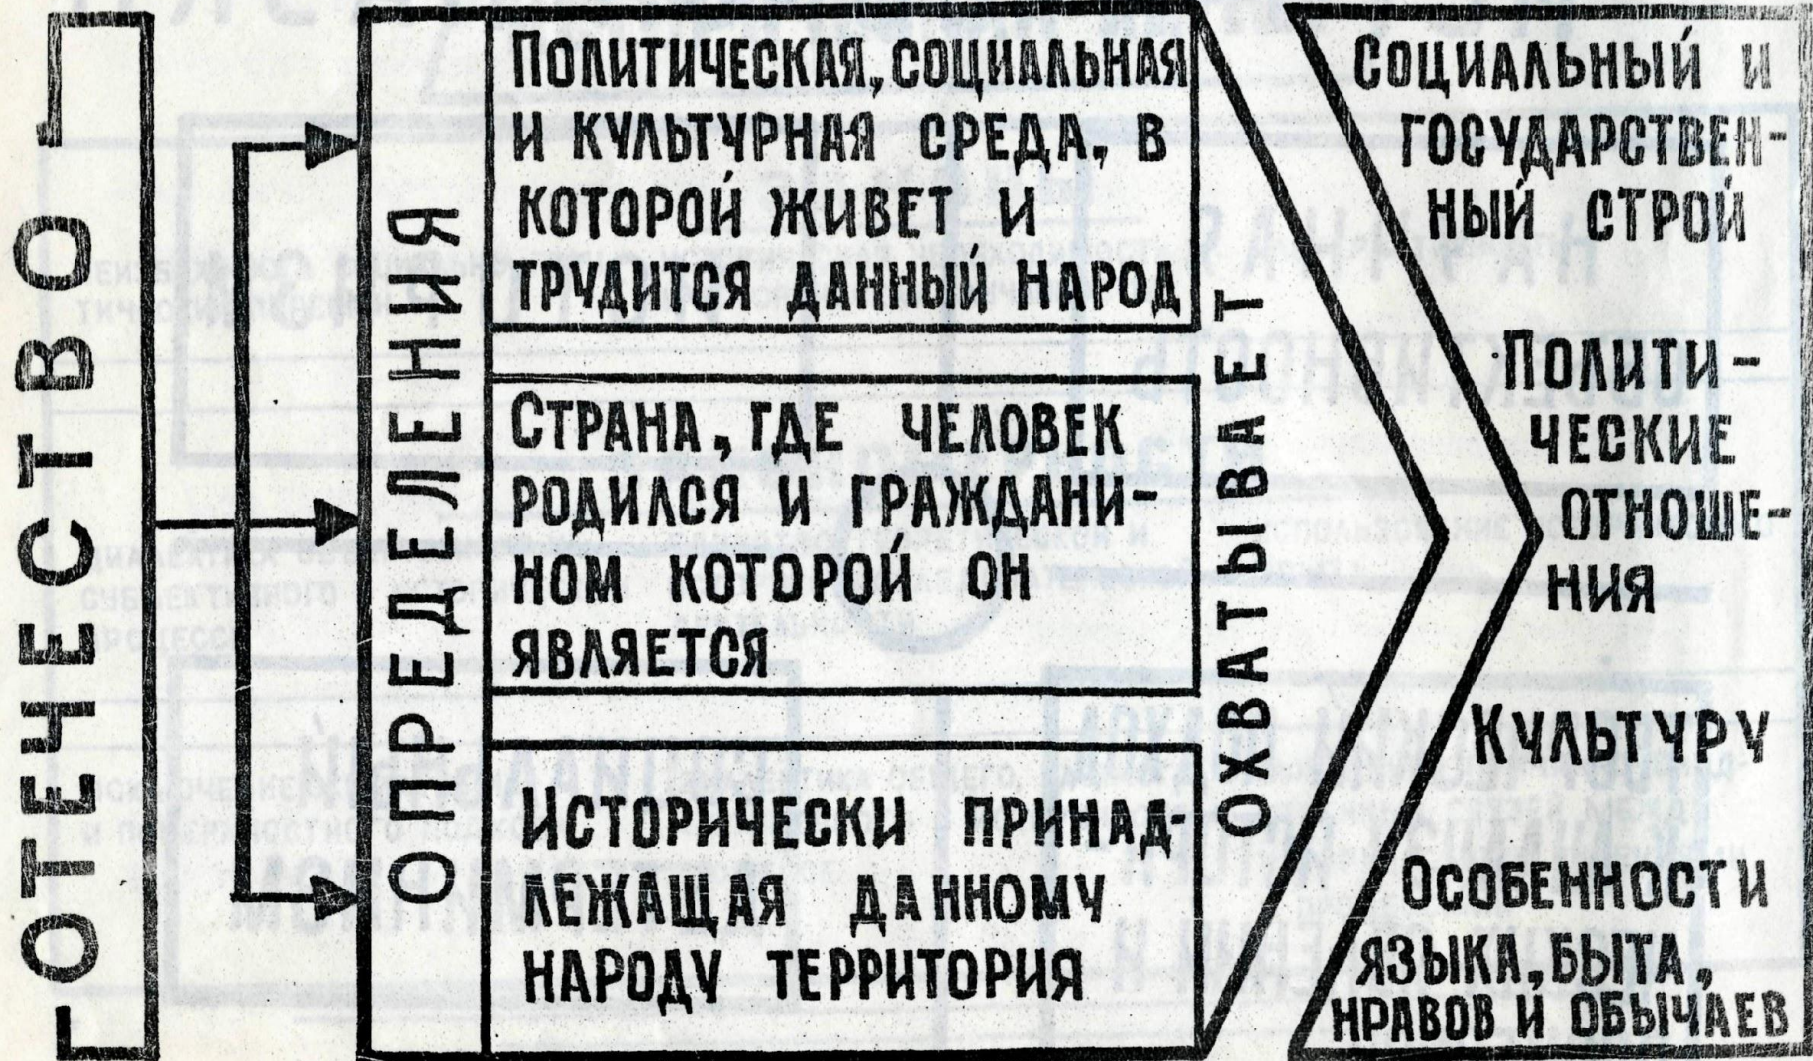 ОТЕЧЕСТВО
ОПРЕДЕЛЕНИЯ
ПОЛИТИЧЕСКАЯ, СОЦИАЛЬНАЯ
И КУЛЬТУРНАЯ СРЕДА, В
КОТОРОЙ ЖИВЕТ И
ТРУДИТСЯ ДАННЫЙ НАРОД
СТРАНА, ГДЕ ЧЕЛОВЕК
РОДИЛСЯ И ГРАЖДАНИ-
НОМ КОТОРОЙ ОН
ЯВЛЯЕТСЯ
ИСТОРИЧЕСКИ ПРИНАД-
ЛЕЖАЩАЯ ДАННОМУ
НАРОДУ ТЕРРИТОРИЯ
ОХВАТЫВАЕТ
СОЦИАЛЬНЫЙ И
ГОСУДАРСТВЕН-
НЫЙ СТРОЙ
ПОЛИТИ-
ЧЕСКИЕ
ОТНОШЕ-
НИЯ
КУЛЬТУРУ
ОСОБЕННОСТИ
ЯЗЫКА, БЫТА,
НРАВОВ И ОБЫЧАЕВ